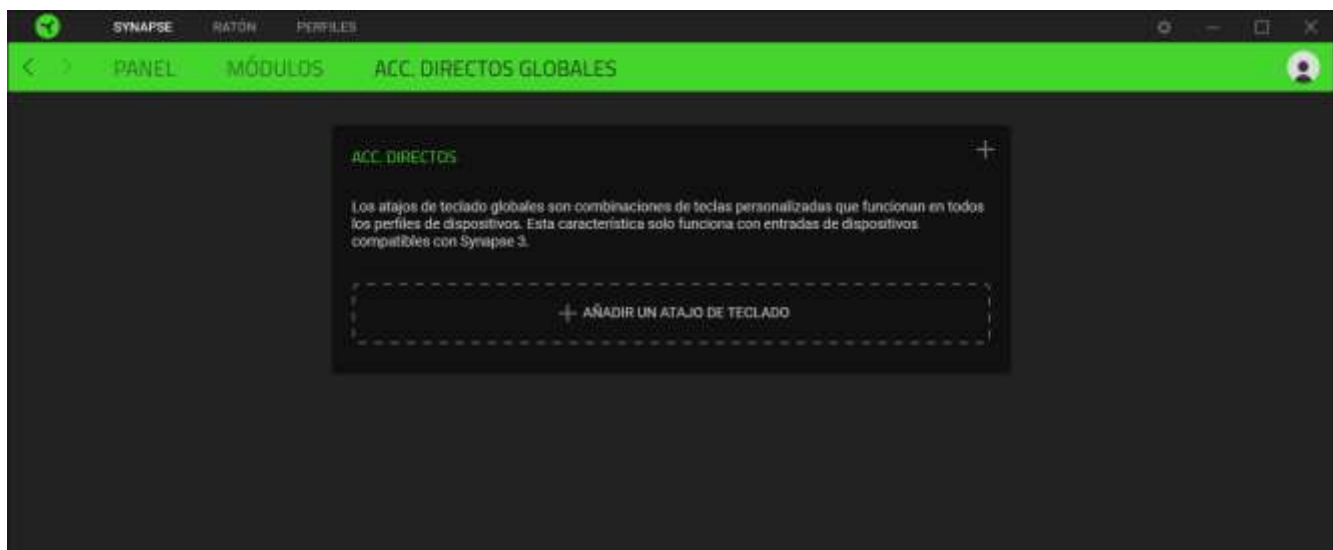 SYNAPSE RATÓN PERFILES
PANEL MÓDULOS ACC. DIRECTOS GLOBALES
ACC. DIRECTOS
Los atajos de teclado globales son combinaciones de teclas personalizadas que funcionan en todos
los perfiles de dispositivos. Esta característica solo funciona con entradas de dispositivos
compatibles con Synapse 3.
AÑADIR UN ATAJO DE TECLADO